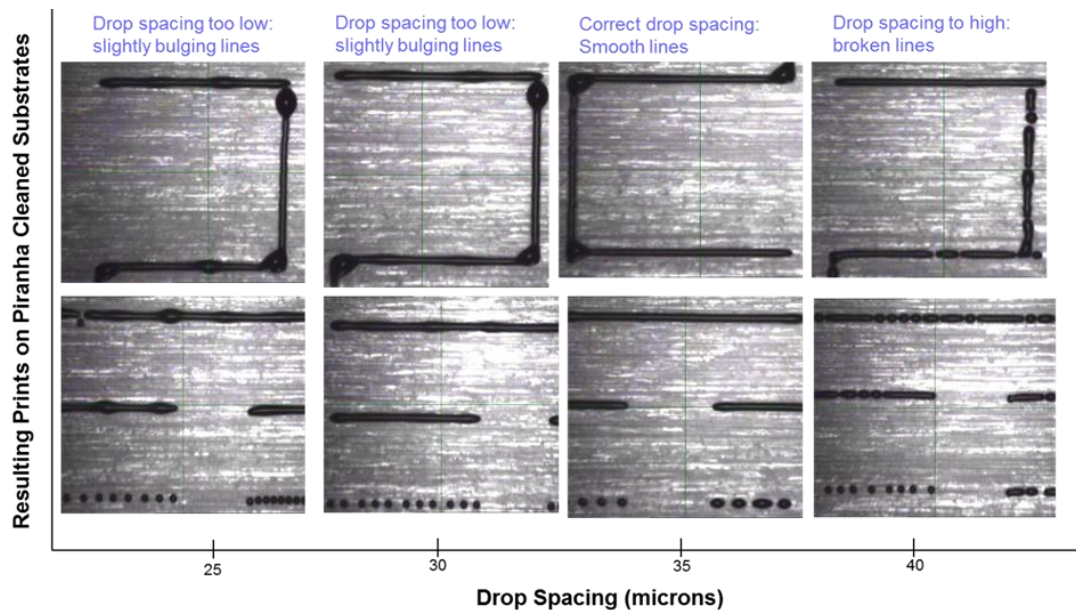 Drop spacing too low:
slightly bulging lines
Drop spacing too low:
slightly bulging lines
Correct drop spacing:
Smooth lines
Drop spacing to high:
broken lines
Resulting Prints on Piranha Cleaned Substrates
25
30
35
40
Drop Spacing (microns)